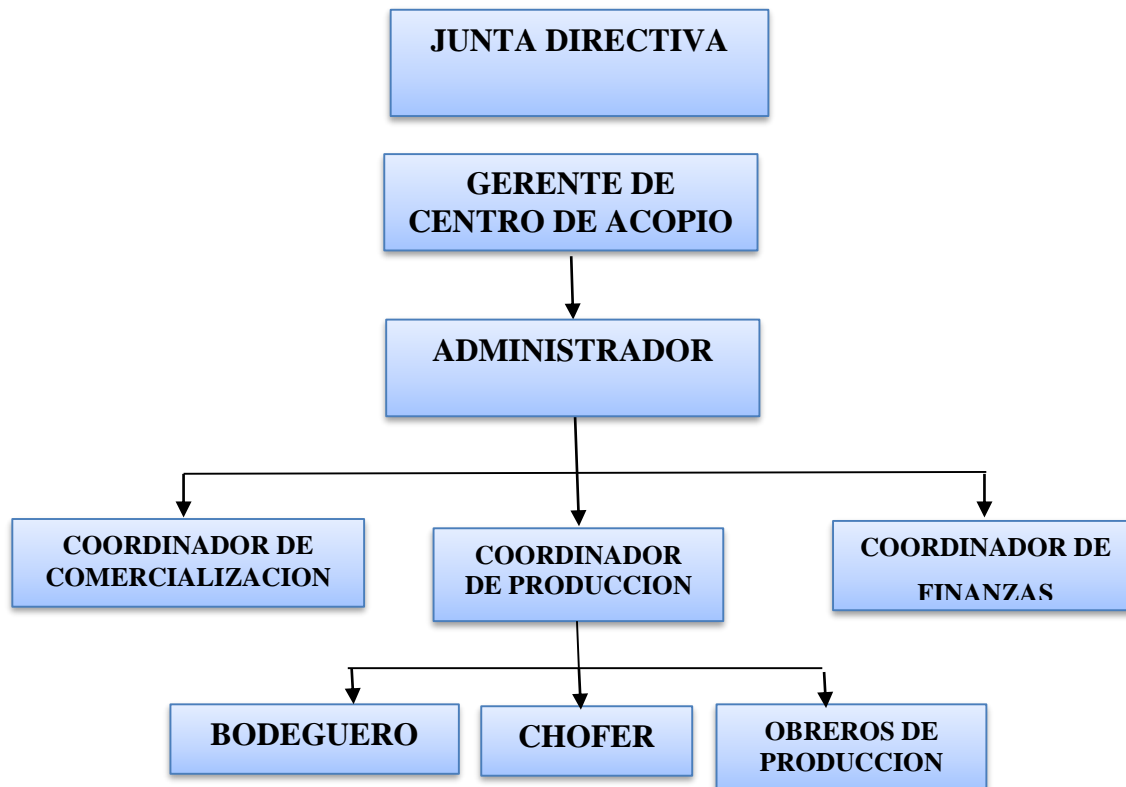 JUNTA DIRECTIVA
GERENTE DE
CENTRO DE ACOPIO
ADMINISTRADOR
COORDINADOR DE
COMERCIALIZACION
COORDINADOR
DE PRODUCCION
COORDINADOR DE
FINANZAS
BODEGUERO
CHOFER
OBREROS DE
PRODUCCION